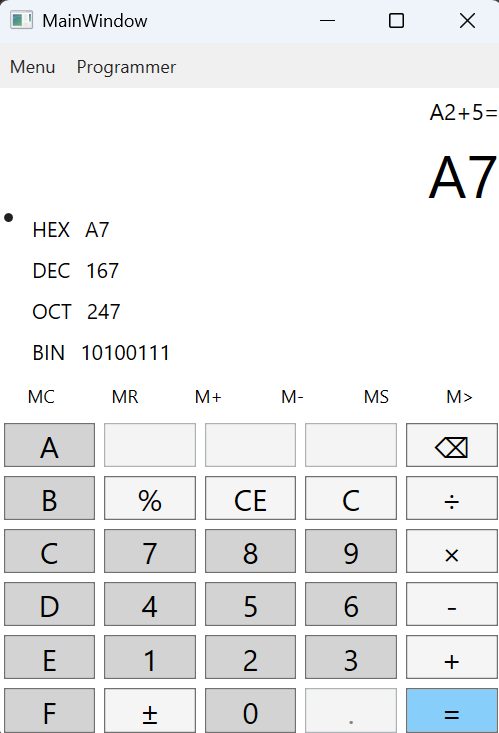 MainWindow
Menu Programmer
A2+5=
A7
HEX A7
DEC 167
OCT 247
BIN 10100111
MC MR M+ M- MS M>
A ⌫
B % CE C ÷
C 7 8 9 ×
D 4 5 6 -
E 1 2 3 +
F ± 0 . =